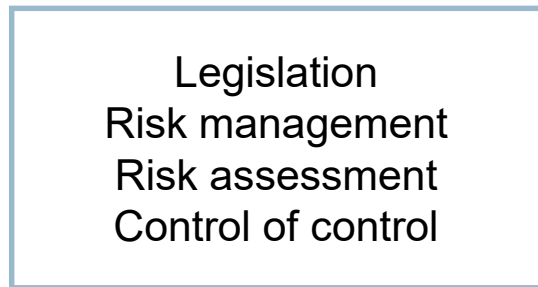 Legislation
Risk management
Risk assessment
Control of control